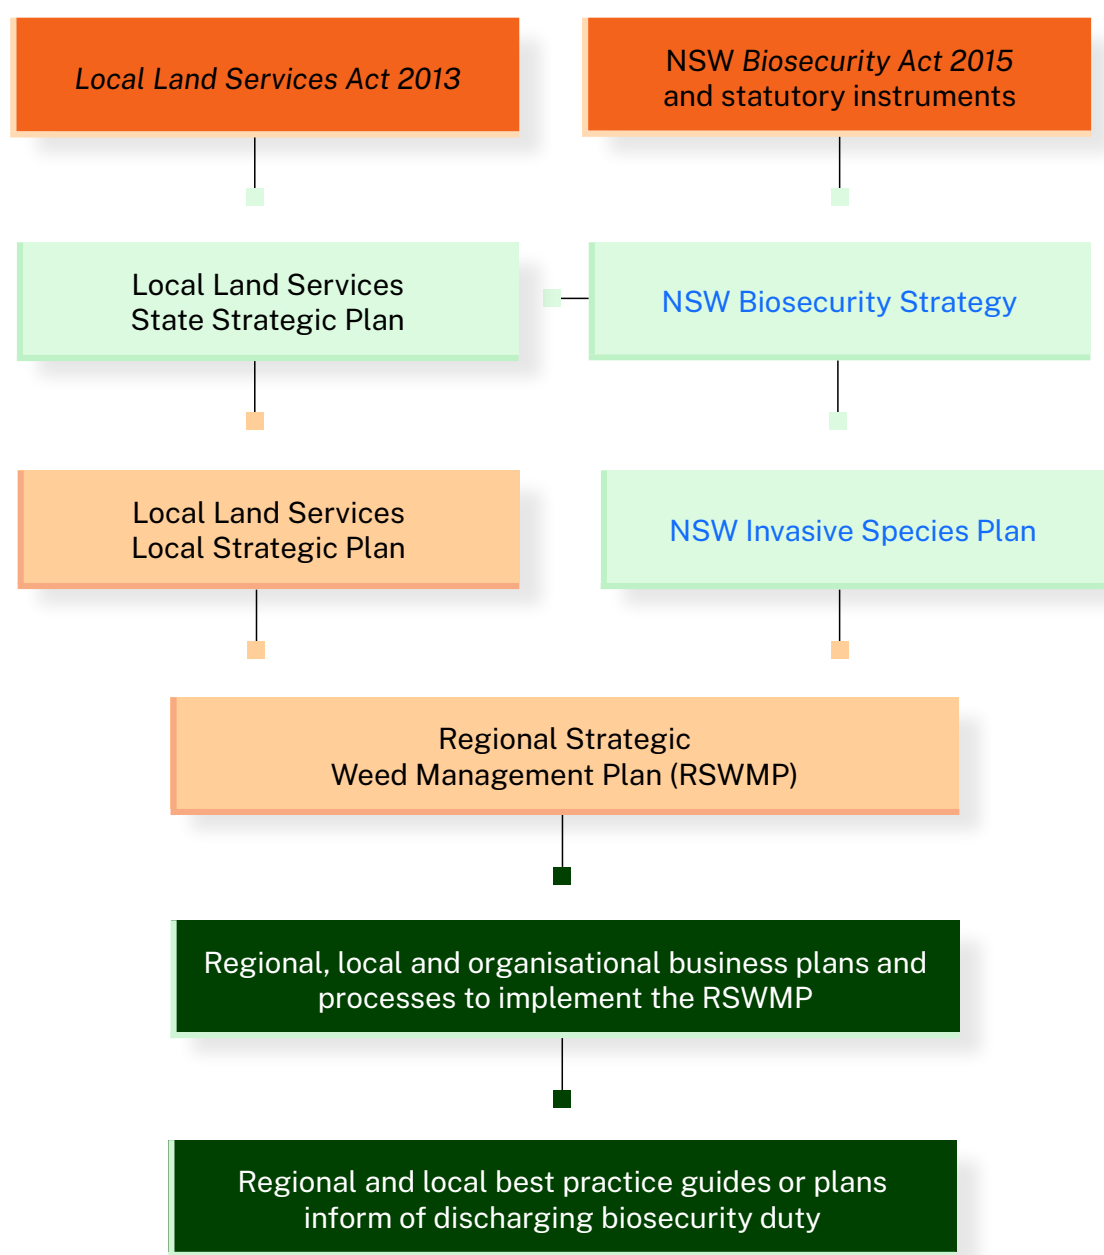 Local Land Services Act 2013
NSW Biosecurity Act 2015
and statutory instruments
Local Land Services
State Strategic Plan
NSW Biosecurity Strategy
Local Land Services
Local Strategic Plan
NSW Invasive Species Plan
Regional Strategic
Weed Management Plan (RSWMP)
Regional, local and organisational business plans and
processes to implement the RSWMP
Regional and local best practice guides or plans
inform of discharging biosecurity duty